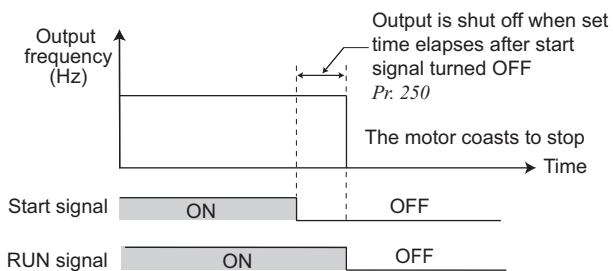 Output is shut off when set
time elapses after start
signal turned OFF
Pr. 250
Output
frequency
(Hz)
The motor coasts to stop
Time
Start signal
ON
OFF
RUN signal
ON
OFF